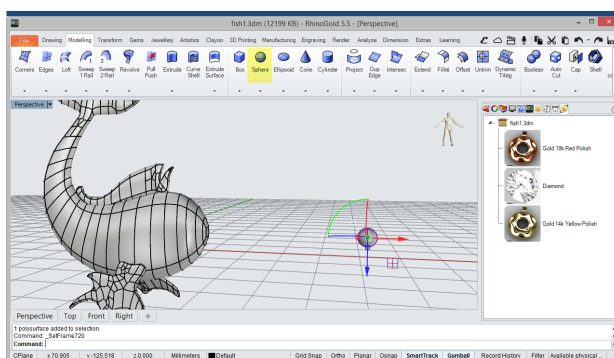 fish1.3dm (12199 KB) - RhinoGold 5.5 - [Perspective]
File Drawing Modelling Transform Gems Jewellery Artistics Clayoo 3D Printing Manufacturing Engraving Render Analyze Dimension Extras Learning
Corners Edges Loft Sweep 1 Rail Sweep 2 Rail Revolve Pull Push Extrude Curve Shell Extrude Surface Box Sphere Ellipsoid Cone Cylinder Project Dup Edge Intersec Extend Fillet Offset Untrim Dynamic Tiling Boolean Auto Cut Cap Shell
Perspective
fish1.3dm
Gold 18k Red Polish
Diamond
Gold 14k Yellow Polish
Perspective Top Front Right
1 polysurface added to selection.
Command: _SelFrame720
Command:
CPlane x 70.905 y -125.518 z 0.000 Millimeters Default Grid Snap Ortho Planar Osnap SmartTrack Gumball Record History Filter Available physical ...